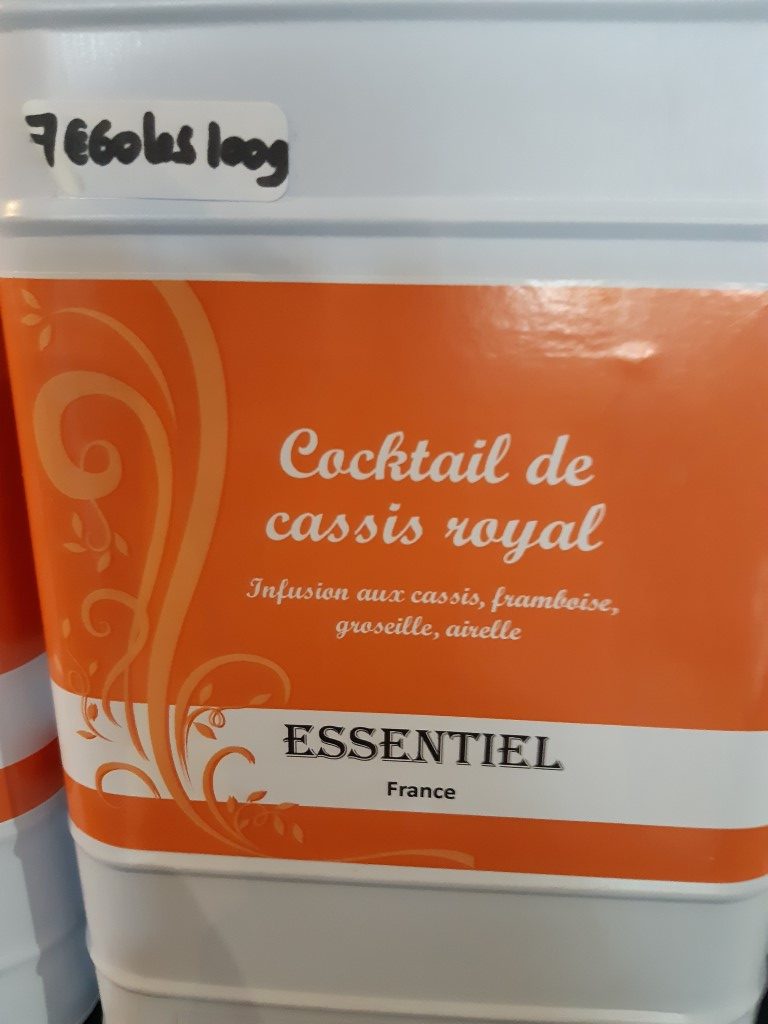 7€60 les 100g
Cocktail de
cassis royal
Infusion aux cassis, framboise,
groseille, airelle
ESSENTIEL
France